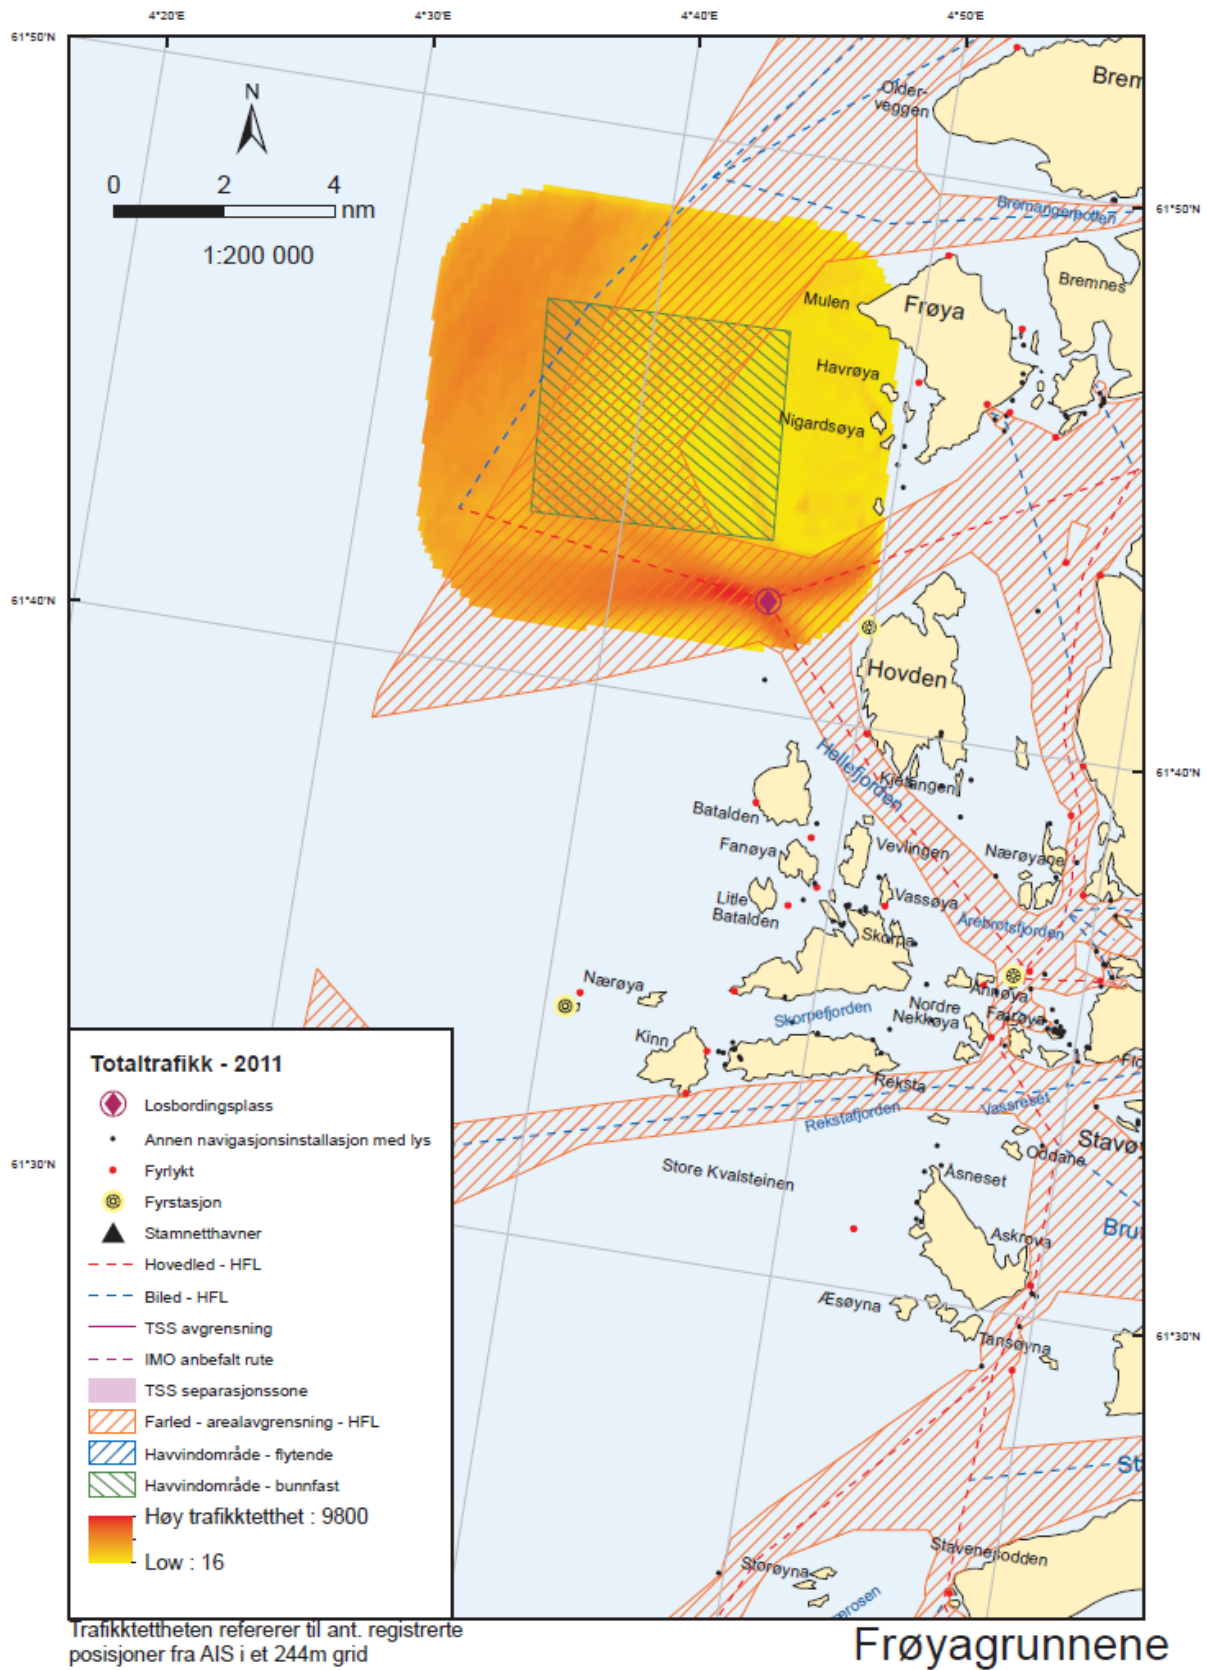 4°20'E
4°30'E
4°40'E
4°50'E
61°50'N
Brem
Older-
veggen
N
0 2 4
nm
1:200 000
Bremangerpollen
61°50'N
Bremnes
Mulen
Frøya
Havrøya
Nigardsøya
61°40'N
Hovden
Hellefjorden
61°40'N
Batalden
Fanøya
Vevlingen
Nærøyane
Litle
Batalden
Vassøya
Årebrotsfjorden
Skorpa
Nærøya
Nordre
Nekkøya
Skorpefjorden
Kinn
Reksta
Vassreset
Rekstafjorden
Oddane
Store Kvalsteinen
Åsneset
Askrova
Æsøyna
Tansøyna
61°30'N
61°30'N
Storøyna
Totaltrafikk - 2011
Losbordingsplass
Annen navigasjonsinstallasjon med lys
Fyrlykt
Fyrstasjon
Stamnetthavner
Hovedled - HFL
Biled - HFL
TSS avgrensning
IMO anbefalt rute
TSS separasjonssone
Farled - arealavgrensning - HFL
Havvindområde - flytende
Havvindområde - bunnfast
Høy trafikktetthet : 9800
Low : 16
Trafikktettheten refererer til ant. registrerte
posisjoner fra AIS i et 244m grid
Frøyagrunnene